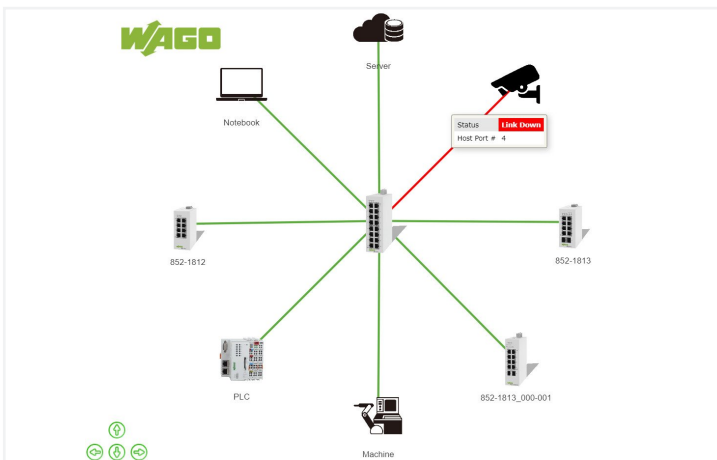 WAGO
Server
Notebook
Status Link Down
Host Port # 4
852-1812
852-1813
PLC
852-1813_000-001
Machine